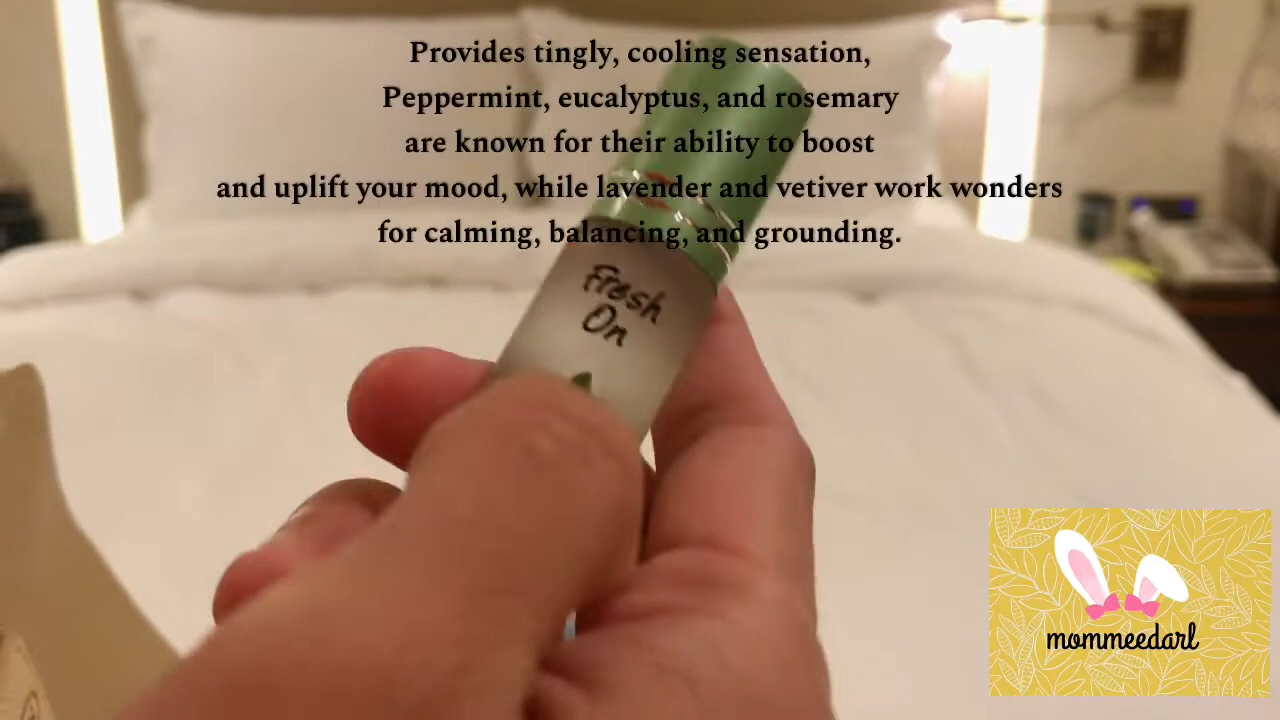 Provides tingly, cooling sensation,
Peppermint, eucalyptus, and rosemary
are known for their ability to boost
and uplift your mood, while lavender and vetiver work wonders
for calming, balancing, and grounding.
Fresh
On
mommeedarl